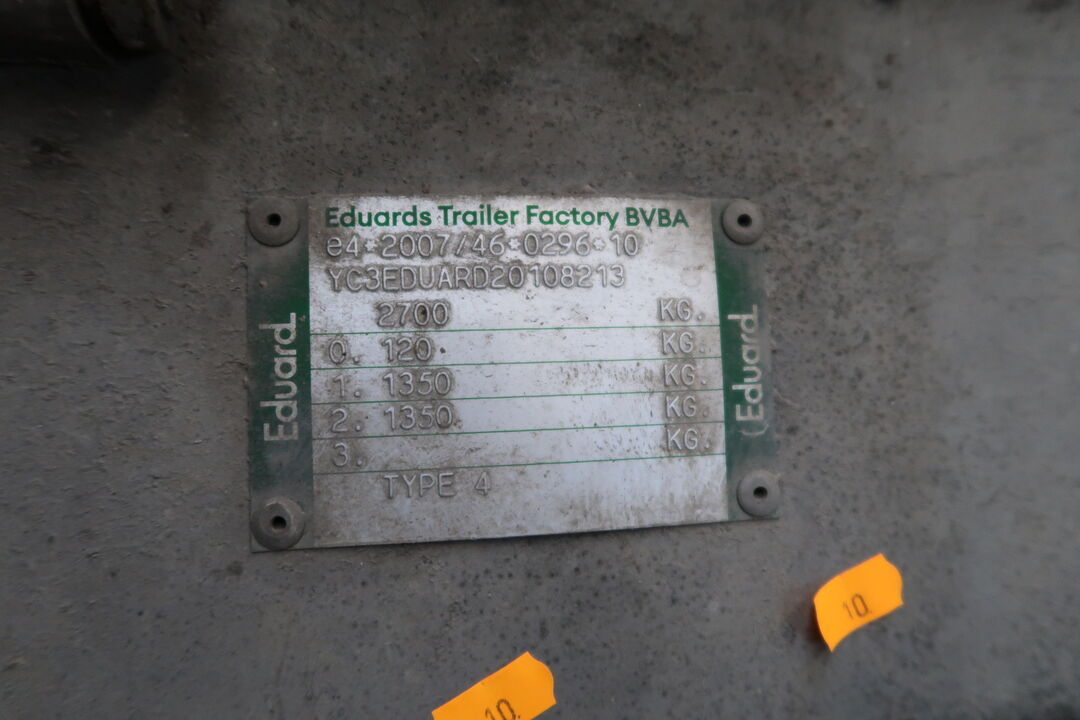 Eduards Trailer Factory BVBA
e4*2007/46*0296*10
YC3EDUARD20108213
2700 KG.
0. 120 KG.
1. 1350 KG.
2. 1350 KG.
3. KG.
TYPE 4
Eduard
Eduard
10.
10.